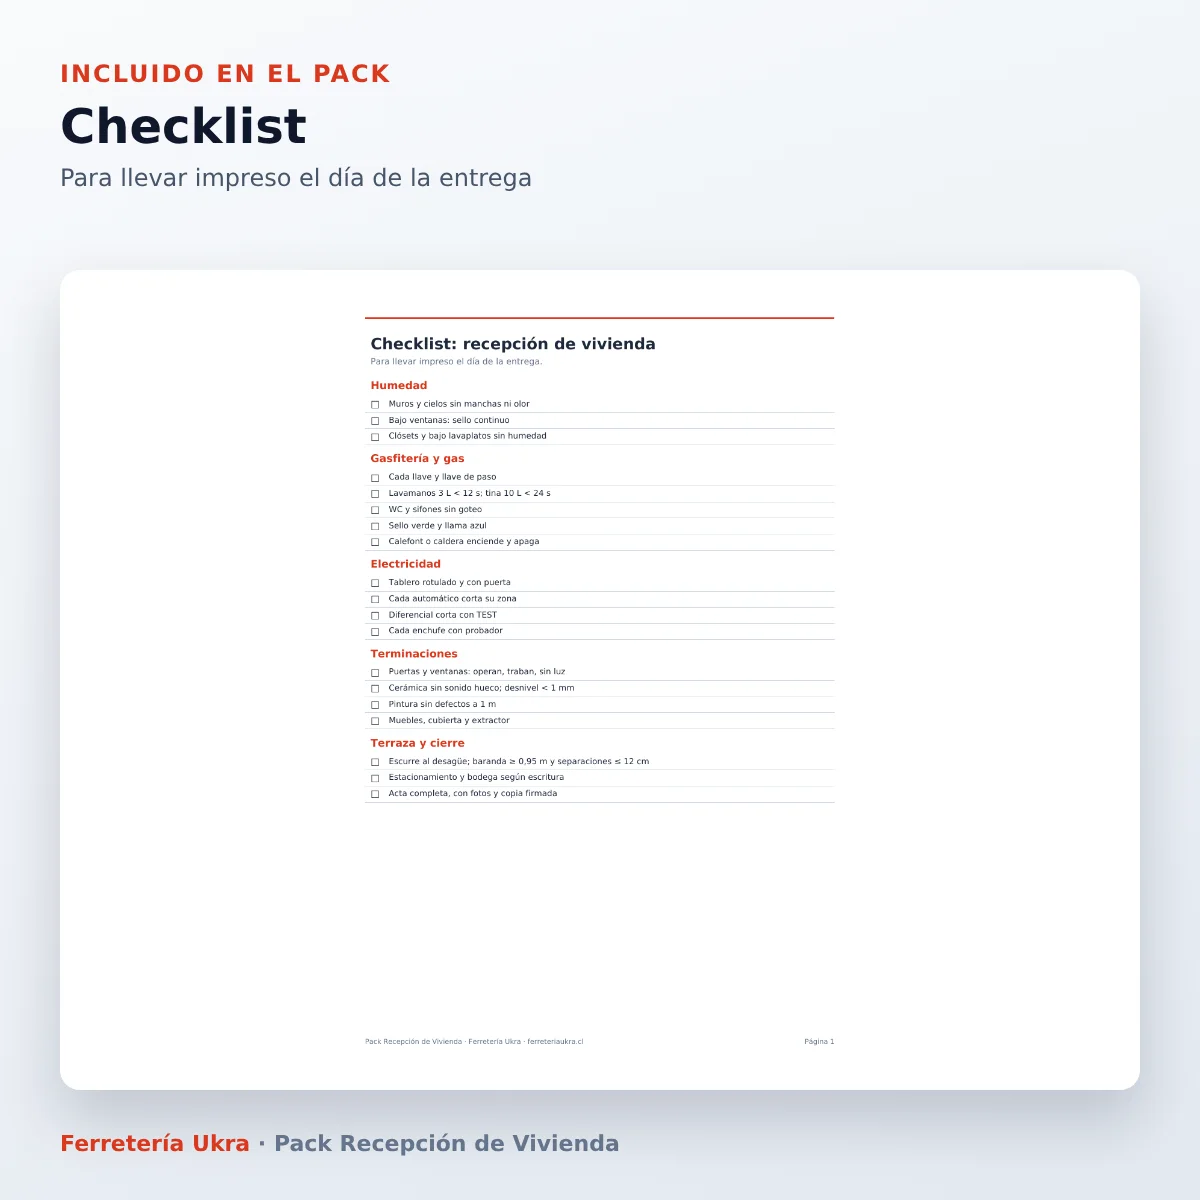 INCLUIDO EN EL PACK
Checklist
Para llevar impreso el día de la entrega
Checklist: recepción de vivienda
Para llevar impreso el día de la entrega.
Humedad
☐ Muros y cielos sin manchas ni olor
☐ Bajo ventanas: sello continuo
☐ Clósets y bajo lavaplatos sin humedad
Gasfitería y gas
☐ Cada llave y llave de paso
☐ Lavamanos 3 L < 12 s; tina 10 L < 24 s
☐ WC y sifones sin goteo
☐ Sello verde y llama azul
☐ Calefont o caldera enciende y apaga
Electricidad
☐ Tablero rotulado y con puerta
☐ Cada automático corta su zona
☐ Diferencial corta con TEST
☐ Cada enchufe con probador
Terminaciones
☐ Puertas y ventanas: operan, traban, sin luz
☐ Cerámica sin sonido hueco; desnivel < 1 mm
☐ Pintura sin defectos a 1 m
☐ Muebles, cubierta y extractor
Terraza y cierre
☐ Escurre al desagüe; baranda ≥ 0,95 m y separaciones ≤ 12 cm
☐ Estacionamiento y bodega según escritura
☐ Acta completa, con fotos y copia firmada
Pack Recepción de Vivienda · Ferretería Ukra · ferreteriaukra.cl Página 1
Ferretería Ukra · Pack Recepción de Vivienda